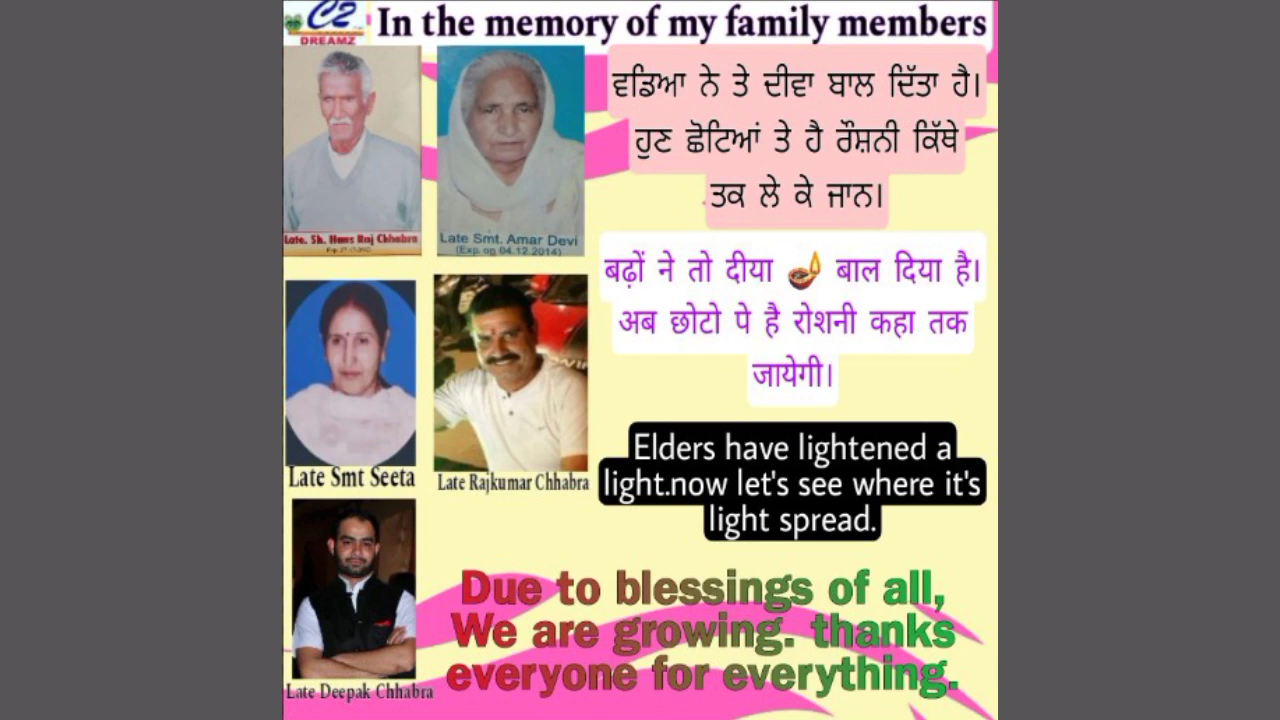 C2
DREAMZ
In the memory of my family members
ਵਡਿਆ ਨੇ ਤੇ ਦੀਵਾ ਬਾਲ ਦਿੱਤਾ ਹੈ।
ਹੁਣ ਛੋਟਿਆਂ ਤੇ ਹੈ ਰੌਸ਼ਨੀ ਕਿੱਥੇ
ਤਕ ਲੇ ਕੇ ਜਾਨ।
Late. Sh. Hans Raj Chhabra
Late Smt. Amar Devi
(Exp. on 04.12.2014)
बढ़ों ने तो दीया 🪔 बाल दिया है।
अब छोटो पे है रोशनी कहा तक
जायेगी।
Late Smt Seeta
Late Rajkumar Chhabra
Elders have lightened a
light.now let's see where it's
light spread.
Late Deepak Chhabra
Due to blessings of all,
We are growing. thanks
everyone for everything.